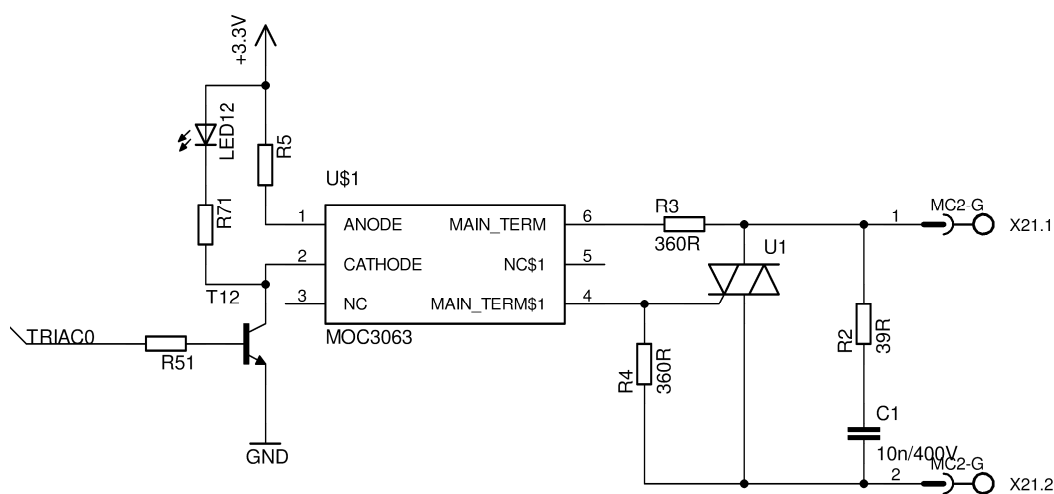 +3.3V
LED12
R5
R71
U$1
1
ANODE
MAIN_TERM
6
2
CATHODE
NC$1
5
3
NC
MAIN_TERM$1
4
MOC3063
T12
TRIAC0
R51
GND
R3
360R
U1
1
MC2-G
X21.1
R4
360R
R2
39R
C1
10n/400V
2
MC2-G
X21.2